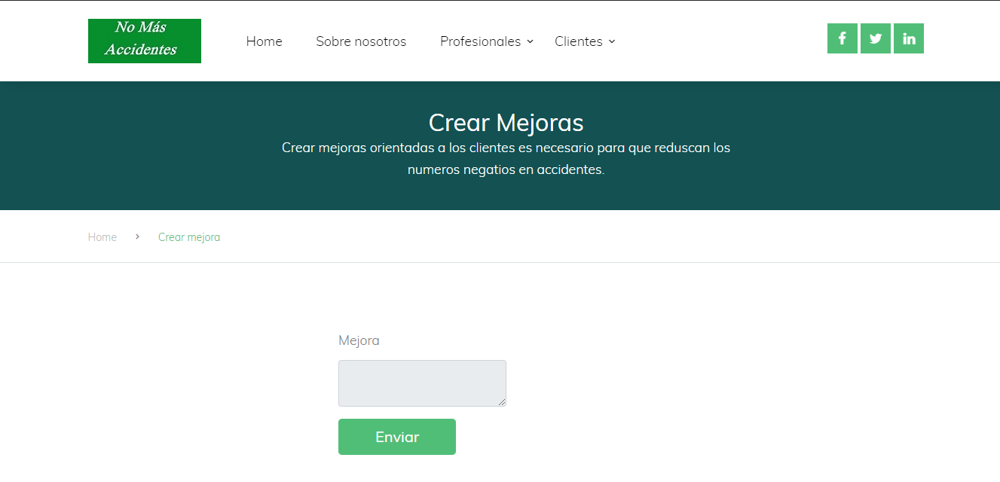 No Más
Accidentes
Home
Sobre nosotros
Profesionales
Clientes
Crear Mejoras
Crear mejoras orientadas a los clientes es necesario para que reduscan los
numeros negatios en accidentes.
Home
Crear mejora
Mejora
Enviar